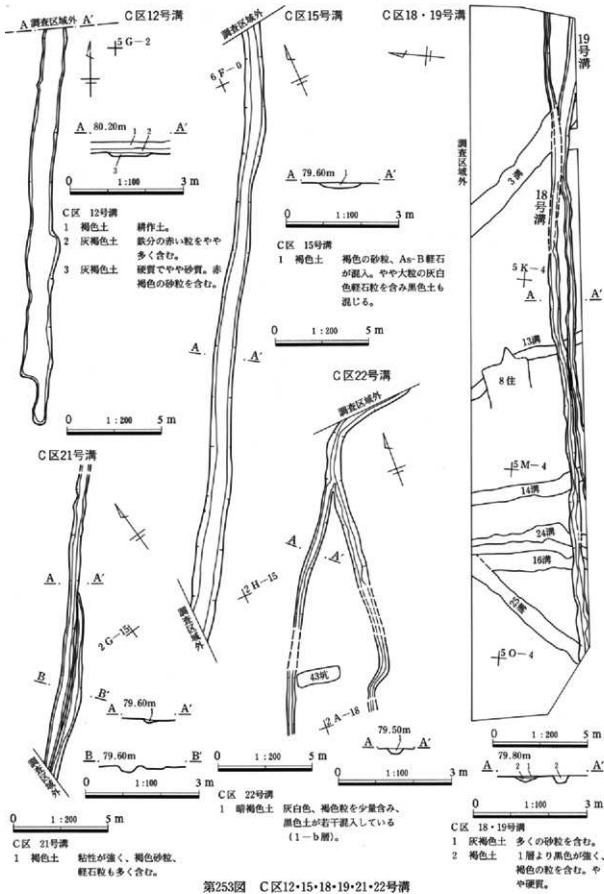 C区12号溝
A 調査区域外 A'
5 G-2
A 80.20m A'
1 2
3
0 1:100 3 m
C区 12号溝
1 褐色土 耕作土。
2 灰褐色土 鉄分の赤い粒をやや
多く含む。
3 灰褐色土 硬質でやや砂質。赤
褐色の砂粒を含む。
0 1:200 5 m
C区15号溝
調査区域外
6 F-0
A 79.60m 1 A'
0 1:100 3 m
C区 15号溝
1 褐色土 褐色の砂粒、As-B軽石
が混入。やや大粒の灰白
色軽石粒を含み黒色土も
混じる。
0 1:200 5 m
A A'
2 H-15
調査区域外
C区18・19号溝
19号溝
調査区域外
3溝
18号溝
5 K-4
A A'
13溝
8住
5 M-4
14溝
24溝
16溝
5 O-4
0 1:200 5 m
79.80m
A 2 1 2 A'
0 1:100 3 m
C区 18・19号溝
1 灰褐色土 多くの砂粒を含む。
2 褐色土 1層より黒色が強く、
褐色の粒を含む。や
や硬質。
C区21号溝
A A'
2 G-15
B B'
79.60m
A A'
B 79.60m B'
調査区域外
0 1:100 3 m
0 1:200 5 m
C区 21号溝
1 褐色土 粘性が強く、褐色砂粒、
軽石粒も多く含む。
C区22号溝
調査区域外
A A'
43坑
2 A-18
79.50m
A A'
0 1:200 5 m
0 1:100 3 m
C区 22号溝
1 暗褐色土 灰白色、褐色粒を少量含み、
黒色土が若干混入している
(1-b層)。
第253図 C区12・15・18・19・21・22号溝